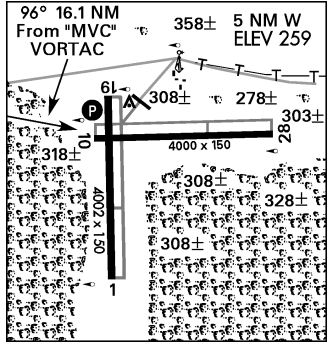 96° 16.1 NM
From "MVC"
VORTAC
358±
5 NM W
ELEV 259
19
P
308±
278±
303±
10
4000 x 150
28
318±
4002 x 150
308±
328±
308±
1
T
T
T
T